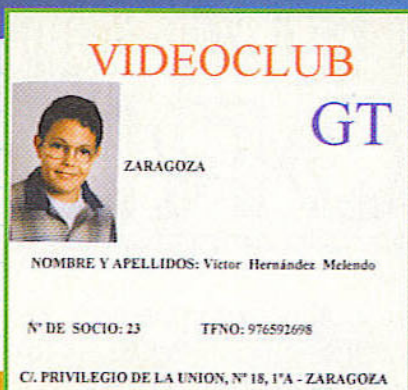 VIDEOCLUB
GT
ZARAGOZA
NOMBRE Y APELLIDOS: Victor Hernández Melendo
Nº DE SOCIO: 23 TFNO: 976592698
C/. PRIVILEGIO DE LA UNION, Nº 18, 1ºA - ZARAGOZA